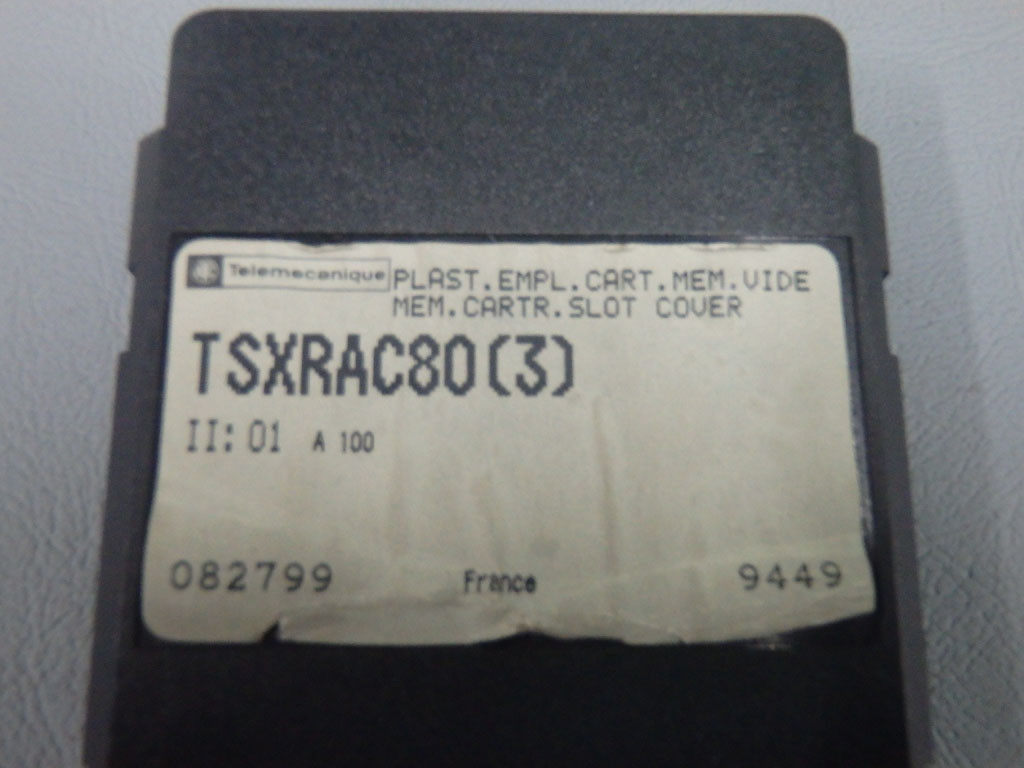 Telemecanique PLAST.EMPL.CART.MEM.VIDE
MEM.CARTR.SLOT COVER
TSXRAC80(3)
II: 01 A 100
082799 France 9449